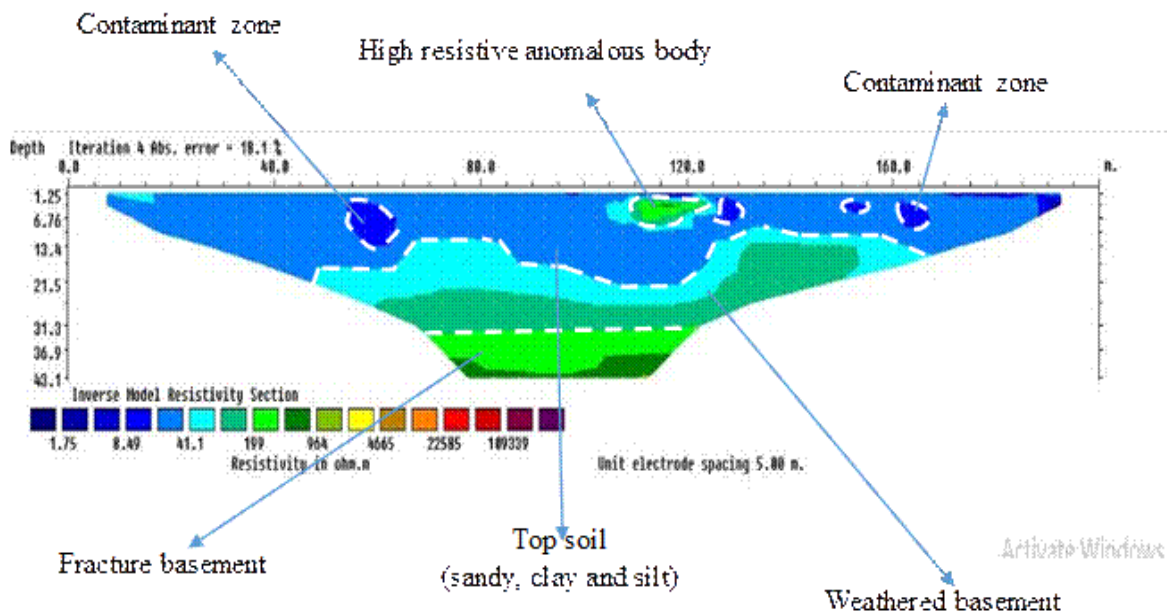 Contaminant zone
High resistive anomalous body
Contaminant zone
Depth Iteration 4 Abs. error = 18.1 %
0.0 40.0 80.0 120.0 160.0 m.
1.25
6.76
13.4
21.5
31.3
36.9
43.1
Inverse Model Resistivity Section
1.75 8.49 41.1 199 964 4665 22585 109339
Resistivity in ohm.m
Unit electrode spacing 5.00 m.
Fracture basement
Top soil
(sandy, clay and silt)
Activate Windows
Weathered basement